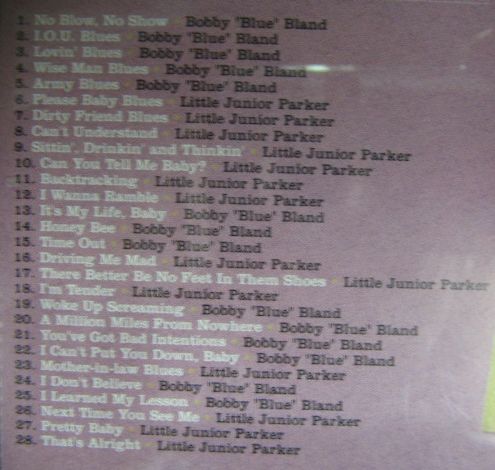 1. No Blow, No Show • Bobby "Blue" Bland
2. I.O.U. Blues • Bobby "Blue" Bland
3. Lovin' Blues • Bobby "Blue" Bland
4. Wise Man Blues • Bobby "Blue" Bland
5. Army Blues • Bobby "Blue" Bland
6. Please Baby Blues • Little Junior Parker
7. Dirty Friend Blues • Little Junior Parker
8. Can't Understand • Little Junior Parker
9. Sittin', Drinkin' and Thinkin' • Little Junior Parker
10. Can You Tell Me Baby? • Little Junior Parker
11. Backtracking • Little Junior Parker
12. I Wanna Ramble • Little Junior Parker
13. It's My Life, Baby • Bobby "Blue" Bland
14. Honey Bee • Bobby "Blue" Bland
15. Time Out • Bobby "Blue" Bland
16. Driving Me Mad • Little Junior Parker
17. There Better Be No Feet In Them Shoes • Little Junior Parker
18. I'm Tender • Little Junior Parker
19. Woke Up Screaming • Bobby "Blue" Bland
20. A Million Miles From Nowhere • Bobby "Blue" Bland
21. You've Got Bad Intentions • Bobby "Blue" Bland
22. I Can't Put You Down, Baby • Bobby "Blue" Bland
23. Mother-in-law Blues • Little Junior Parker
24. I Don't Believe • Bobby "Blue" Bland
25. I Learned My Lesson • Bobby "Blue" Bland
26. Next Time You See Me • Little Junior Parker
27. Pretty Baby • Little Junior Parker
28. That's Alright • Little Junior Parker